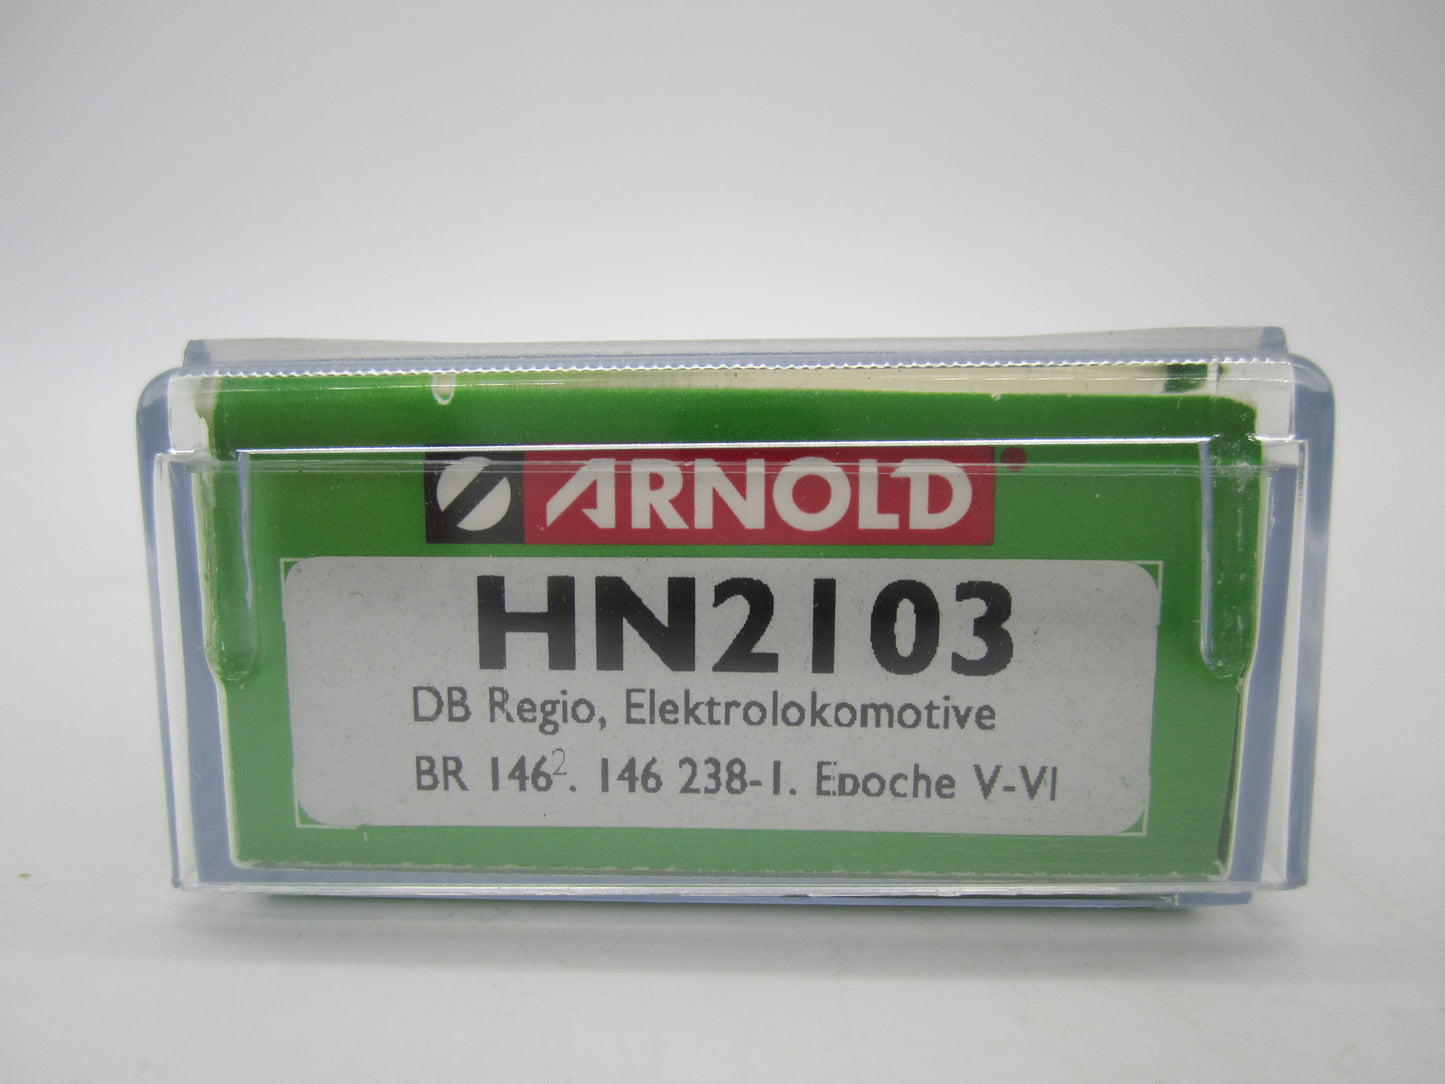 ARNOLD
HN2103
DB Regio, Elektrolokomotive
BR 146². 146 238-1. Epoche V-VI